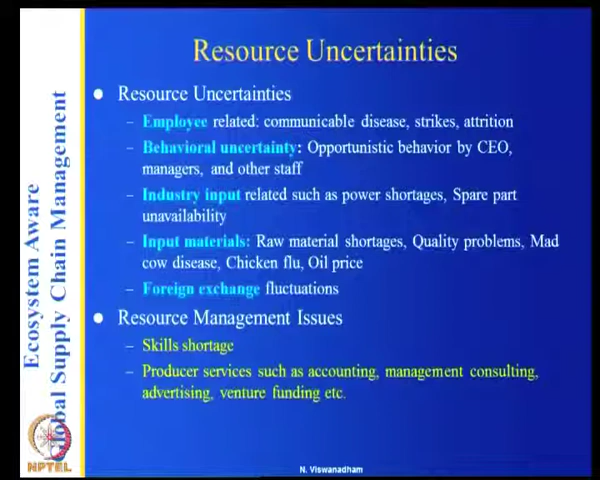 Resource Uncertainties
Ecosystem Aware
Global Supply Chain Management
● Resource Uncertainties
– Employee related: communicable disease, strikes, attrition
– Behavioral uncertainty: Opportunistic behavior by CEO,
managers, and other staff
– Industry input related such as power shortages, Spare part
unavailability
– Input materials: Raw material shortages, Quality problems, Mad
cow disease, Chicken flu, Oil price
– Foreign exchange fluctuations
● Resource Management Issues
– Skills shortage
– Producer services such as accounting, management consulting,
advertising, venture funding etc.
NPTEL
N. Viswanadham